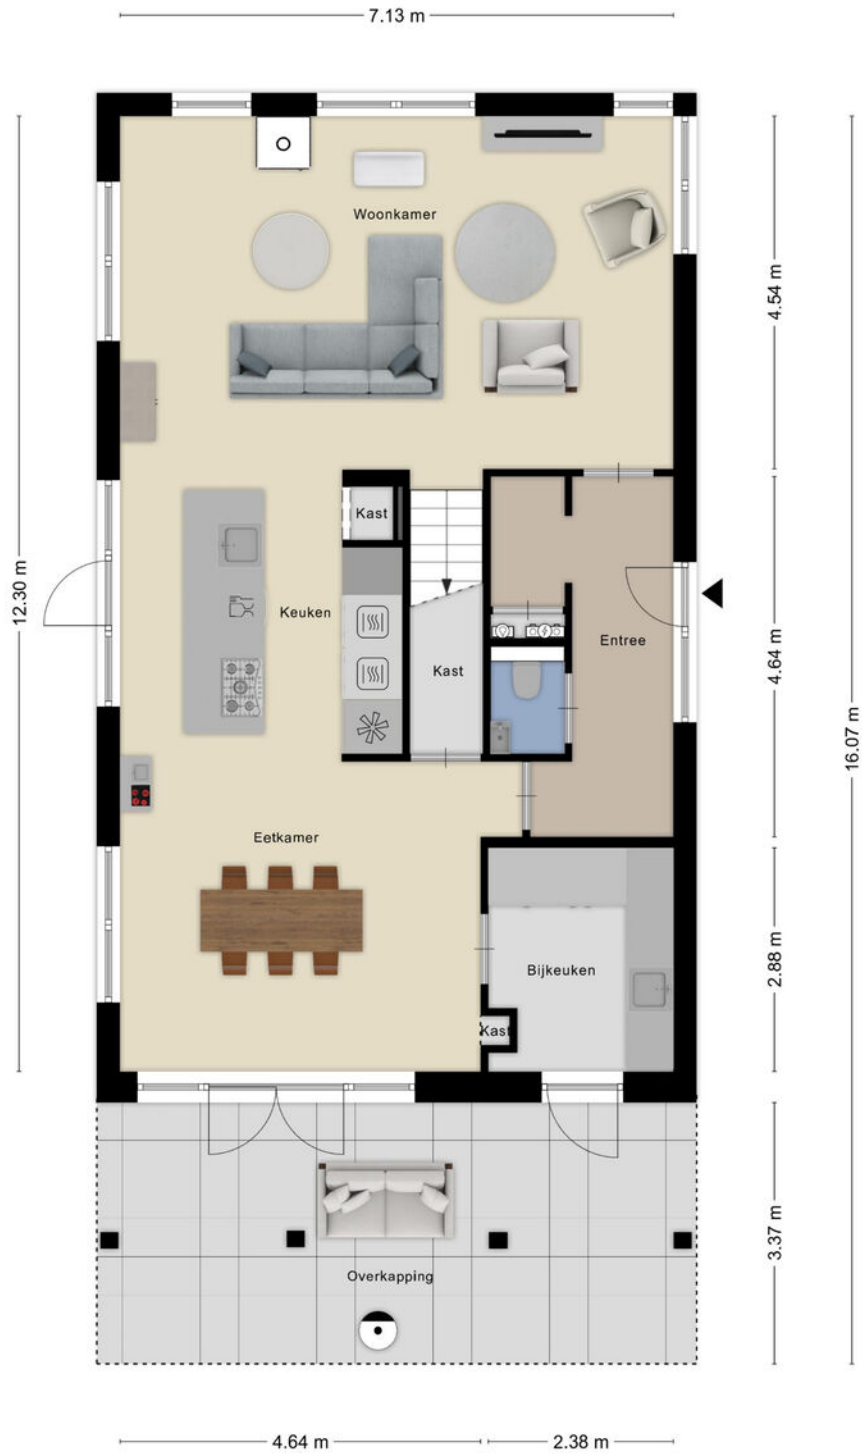 7.13 m
Woonkamer
4.54 m
Kast
12.30 m
Keuken
Entree
4.64 m
Kast
16.07 m
Eetkamer
Bijkeuken
2.88 m
Kast
3.37 m
Overkapping
4.64 m
2.38 m